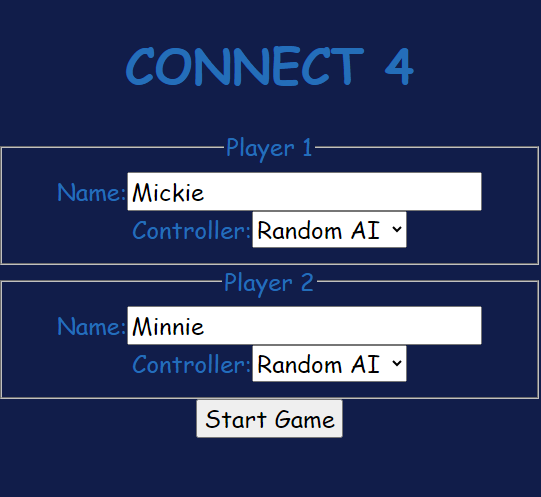 CONNECT 4
Player 1
Name: Mickie
Controller: Random AI
Player 2
Name: Minnie
Controller: Random AI
Start Game